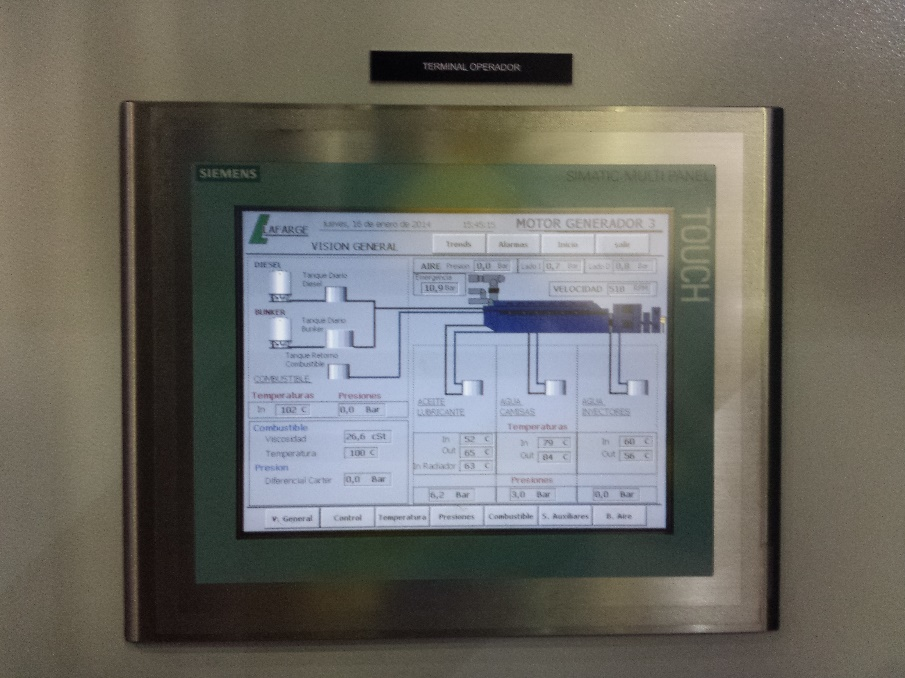 TERMINAL OPERADOR
SIEMENS
SIMATIC MULTI PANEL
TOUCH
LAFARGE
jueves, 16 de enero de 2014
15:45:15
MOTOR GENERADOR 3
VISION GENERAL
Trends
Alarmas
Inicio
Sale
DIESEL
Tanque Diario
Diesel
BUNKER
Tanque Diario
Bunker
Tanque Retorno
Combustible
COMBUSTIBLE
AIRE Presion 0,0 Bar
Lado 1 0,7 Bar
Lado 2 0,8 Bar
Emergencia
10,9 Bar
VELOCIDAD 518 RPM
Temperaturas
Presiones
In 102 C
0,0 Bar
Combustible
Viscosidad 26,6 cSt
Temperatura 100 C
Presion
Diferencial Carter 0,0 Bar
ACEITE
LUBRICANTE
AGUA
CAMISAS
AGUA
INYECTORES
Temperaturas
In 52 C
Out 65 C
In Radiador 63 C
In 79 C
Out 84 C
In 60 C
Out 56 C
Presiones
6,2 Bar
3,0 Bar
0,0 Bar
V. General
Control
Temperatura
Presiones
Combustible
S. Auxiliares
B. Aire